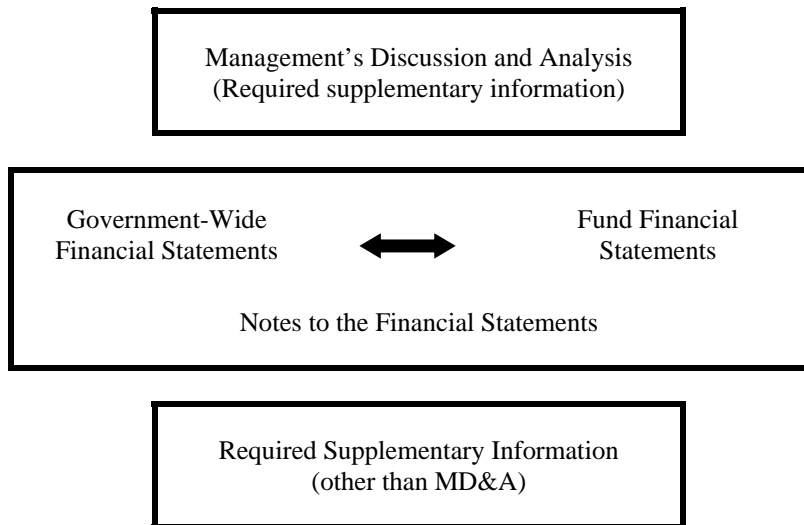 Management’s Discussion and Analysis
(Required supplementary information)
Government-Wide
Financial Statements
Fund Financial
Statements
Notes to the Financial Statements
Required Supplementary Information
(other than MD&A)